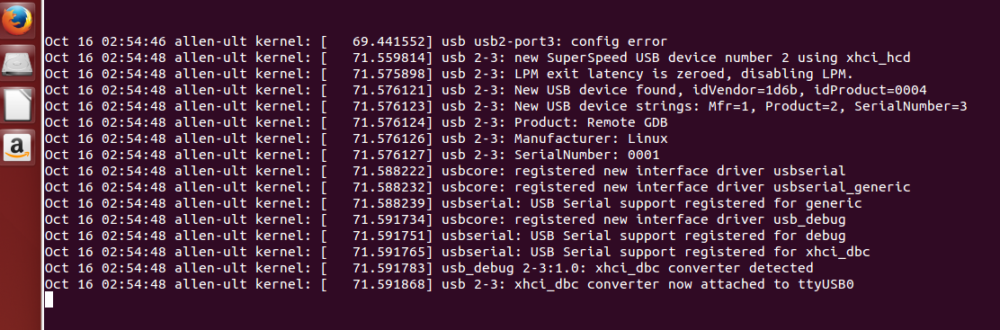 Oct 16 02:54:46 allen-ult kernel: [   69.441552] usb usb2-port3: config error
Oct 16 02:54:48 allen-ult kernel: [   71.559814] usb 2-3: new SuperSpeed USB device number 2 using xhci_hcd
Oct 16 02:54:48 allen-ult kernel: [   71.575898] usb 2-3: LPM exit latency is zeroed, disabling LPM.
Oct 16 02:54:48 allen-ult kernel: [   71.576121] usb 2-3: New USB device found, idVendor=1d6b, idProduct=0004
Oct 16 02:54:48 allen-ult kernel: [   71.576123] usb 2-3: New USB device strings: Mfr=1, Product=2, SerialNumber=3
Oct 16 02:54:48 allen-ult kernel: [   71.576124] usb 2-3: Product: Remote GDB
Oct 16 02:54:48 allen-ult kernel: [   71.576126] usb 2-3: Manufacturer: Linux
Oct 16 02:54:48 allen-ult kernel: [   71.576127] usb 2-3: SerialNumber: 0001
Oct 16 02:54:48 allen-ult kernel: [   71.588222] usbcore: registered new interface driver usbserial
Oct 16 02:54:48 allen-ult kernel: [   71.588232] usbcore: registered new interface driver usbserial_generic
Oct 16 02:54:48 allen-ult kernel: [   71.588239] usbserial: USB Serial support registered for generic
Oct 16 02:54:48 allen-ult kernel: [   71.591734] usbcore: registered new interface driver usb_debug
Oct 16 02:54:48 allen-ult kernel: [   71.591751] usbserial: USB Serial support registered for debug
Oct 16 02:54:48 allen-ult kernel: [   71.591765] usbserial: USB Serial support registered for xhci_dbc
Oct 16 02:54:48 allen-ult kernel: [   71.591783] usb_debug 2-3:1.0: xhci_dbc converter detected
Oct 16 02:54:48 allen-ult kernel: [   71.591868] usb 2-3: xhci_dbc converter now attached to ttyUSB0
a